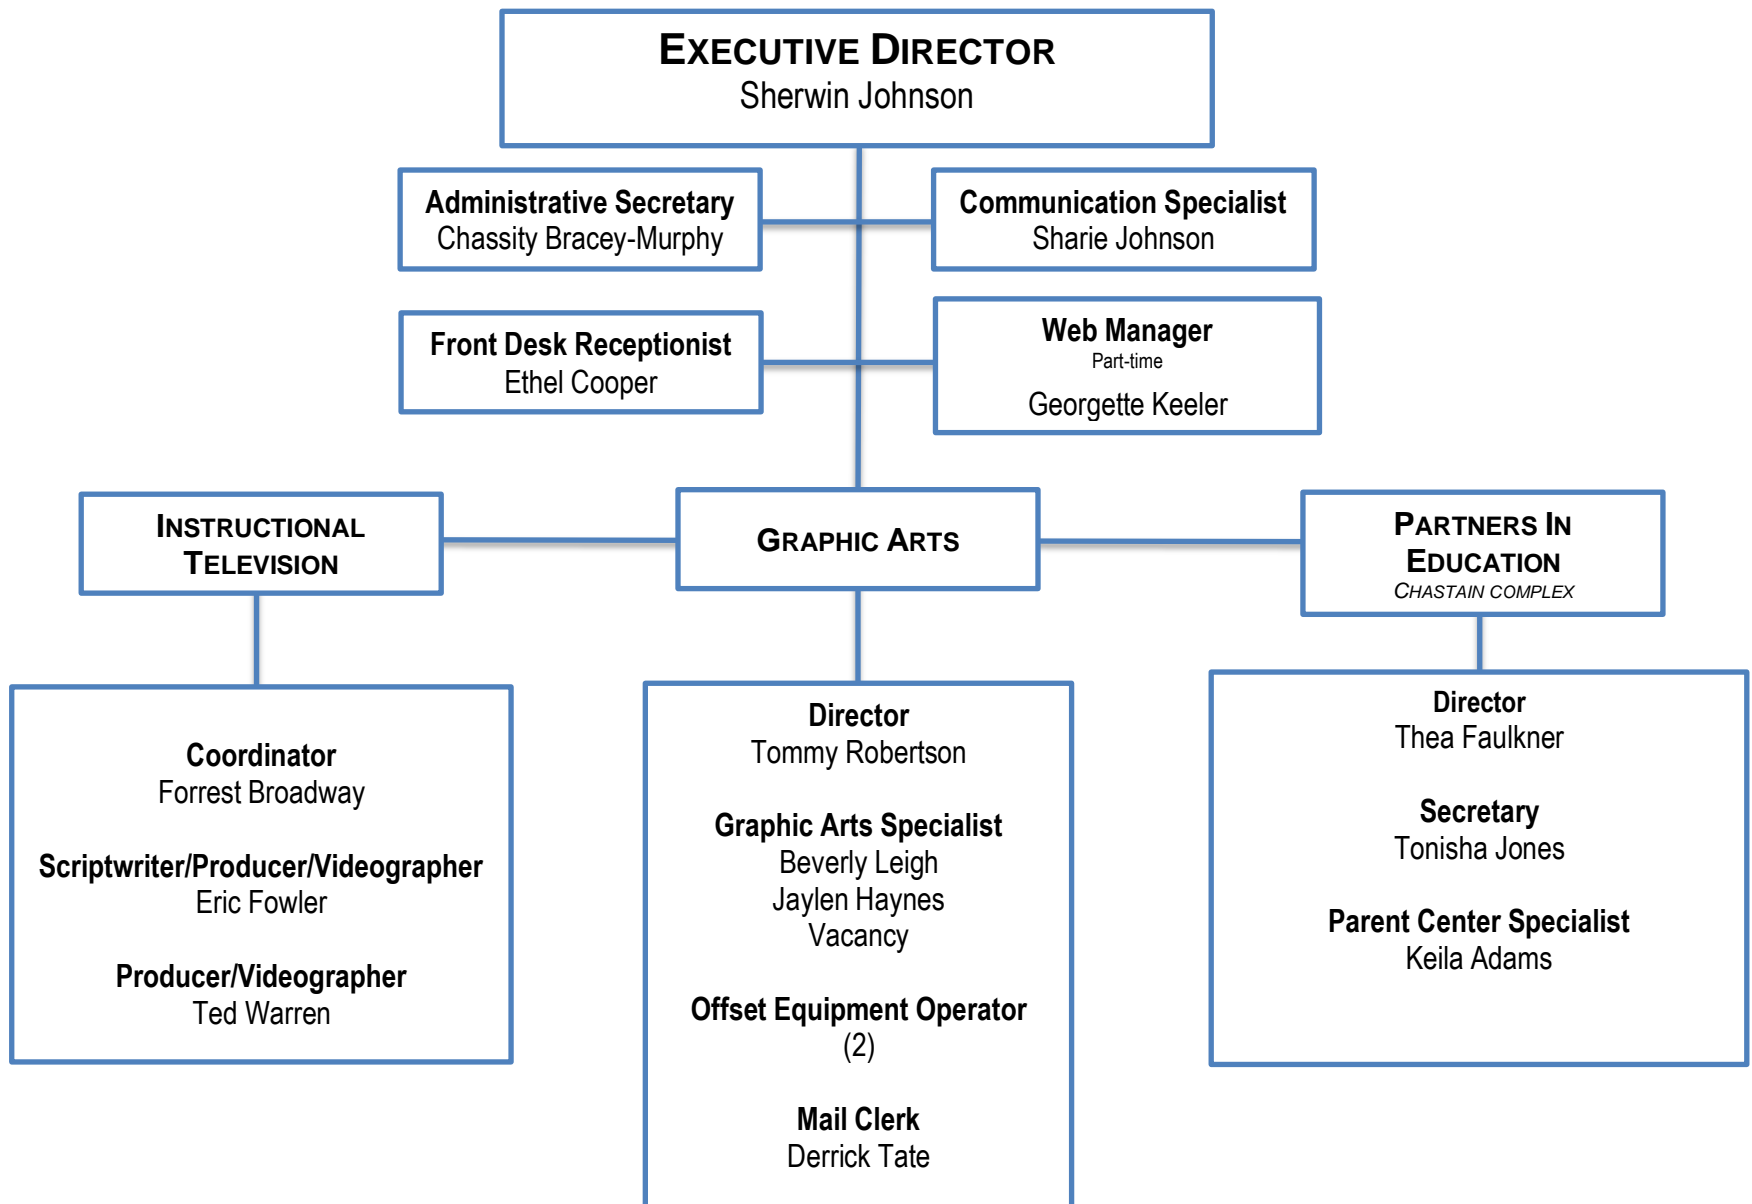 EXECUTIVE DIRECTOR
Sherwin Johnson
Administrative Secretary
Chassity Bracey-Murphy
Communication Specialist
Sharie Johnson
Front Desk Receptionist
Ethel Cooper
Web Manager
Part-time
Georgette Keeler
INSTRUCTIONAL
TELEVISION
GRAPHIC ARTS
PARTNERS IN
EDUCATION
CHASTAIN COMPLEX
Coordinator
Forrest Broadway
Scriptwriter/Producer/Videographer
Eric Fowler
Producer/Videographer
Ted Warren
Director
Tommy Robertson
Graphic Arts Specialist
Beverly Leigh
Jaylen Haynes
Vacancy
Offset Equipment Operator
(2)
Mail Clerk
Derrick Tate
Director
Thea Faulkner
Secretary
Tonisha Jones
Parent Center Specialist
Keila Adams